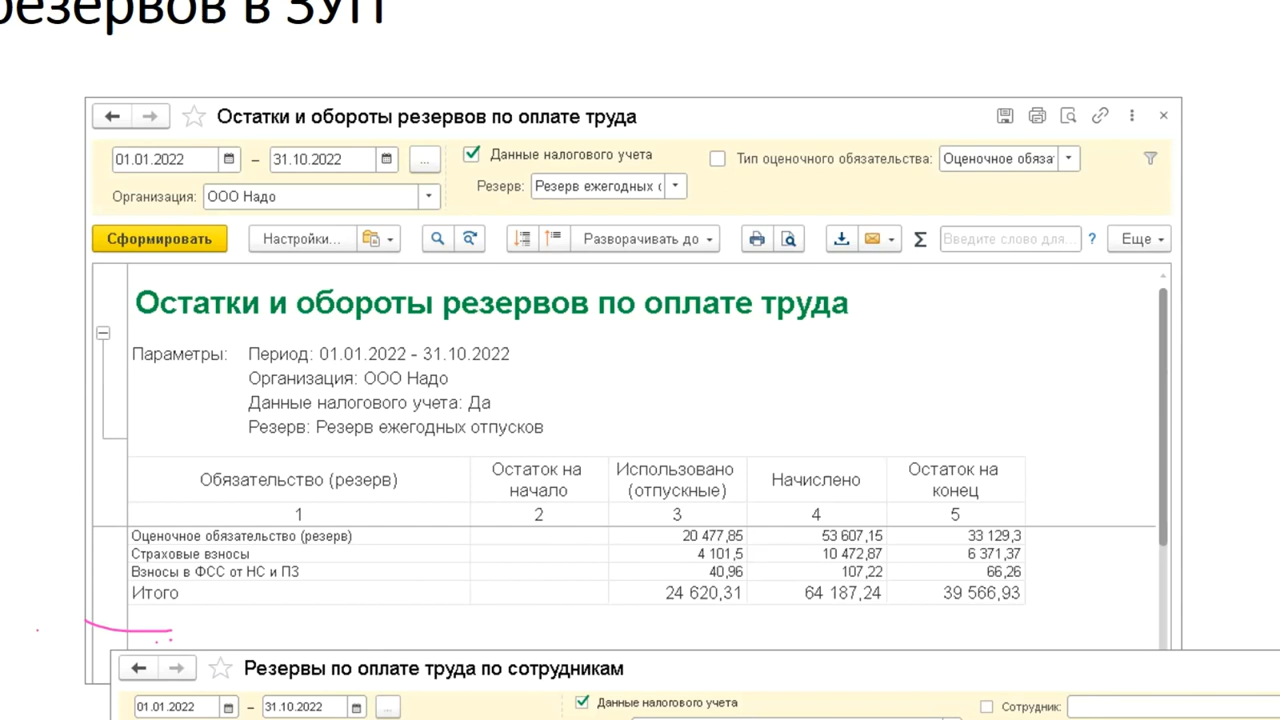 резервов в ЗУП
Остатки и обороты резервов по оплате труда
01.01.2022 – 31.10.2022 ... Данные налогового учета Тип оценочного обязательства: Оценочное обяза
Резерв: Резерв ежегодных
Организация: ООО Надо
Сформировать Настройки... Разворачивать до Σ Введите слово для... ? Еще
Остатки и обороты резервов по оплате труда
Параметры: Период: 01.01.2022 - 31.10.2022
Организация: ООО Надо
Данные налогового учета: Да
Резерв: Резерв ежегодных отпусков
Обязательство (резерв) Остаток на начало Использовано (отпускные) Начислено Остаток на конец
1 2 3 4 5
Оценочное обязательство (резерв) 20 477,85 53 607,15 33 129,3
Страховые взносы 4 101,5 10 472,87 6 371,37
Взносы в ФСС от НС и ПЗ 40,96 107,22 66,26
Итого 24 620,31 64 187,24 39 566,93
Резервы по оплате труда по сотрудникам
01.01.2022 – 31.10.2022 ... Данные налогового учета Сотрудник: